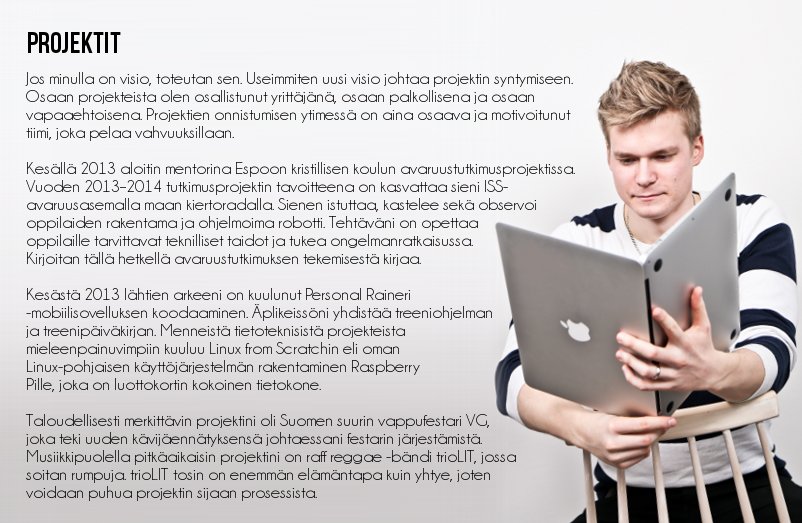 PROJEKTIT
Jos minulla on visio, toteutan sen. Useimmiten uusi visio johtaa projektin syntymiseen.
Osaan projekteista olen osallistunut yrittäjänä, osaan palkollisena ja osaan
vapaaehtoisena. Projektien onnistumisen ytimessä on aina osaava ja motivoitunut
tiimi, joka pelaa vahvuuksillaan.
Kesällä 2013 aloitin mentorina Espoon kristillisen koulun avaruustutkimusprojektissa.
Vuoden 2013-2014 tutkimusprojektin tavoitteena on kasvattaa sieni ISS-
avaruusasemalla maan kiertoradalla. Sienen istuttaa, kastelee sekä observoi
oppilaiden rakentama ja ohjelmoima robotti. Tehtäväni on opettaa
oppilaille tarvittavat teknilliset taidot ja tukea ongelmanratkaisussa.
Kirjoitan tällä hetkellä avaruustutkimuksen tekemisestä kirjaa.
Kesästä 2013 lähtien arkeeni on kuulunut Personal Raineri
-mobiilisovelluksen koodaaminen. Äplikeissöni yhdistää treeniohjelman
ja treenipäiväkirjan. Menneistä tietoteknisistä projekteista
mieleenpainuvimpiin kuuluu Linux from Scratchin eli oman
Linux-pohjaisen käyttöjärjestelmän rakentaminen Raspberry
Pille, joka on luottokortin kokoinen tietokone.
Taloudellisesti merkittävin projektini oli Suomen suurin vappufestari VG,
joka teki uuden kävijäennätyksensä johtaessani festarin järjestämistä.
Musiikkipuolella pitkäaikaisin projektini on raff reggae -bändi trioLIT, jossa
soitan rumpuja. trioLIT tosin on enemmän elämäntapa kuin yhtye, joten
voidaan puhua projektin sijaan prosessista.